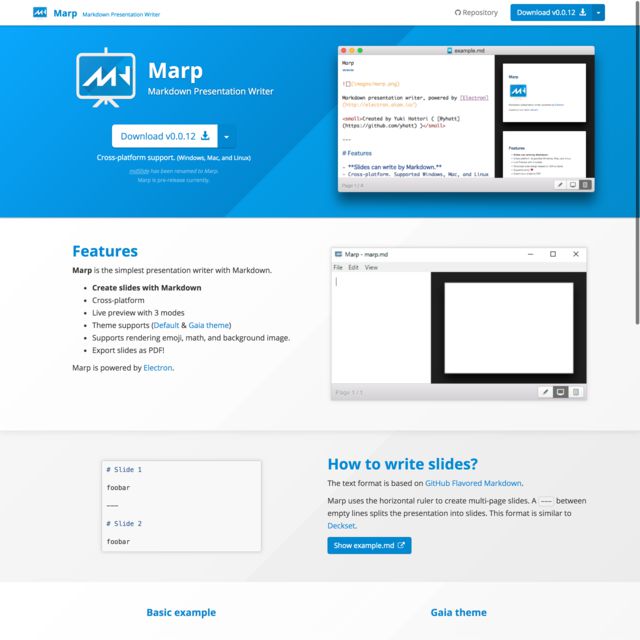 Marp Markdown Presentation Writer
Repository
Download v0.0.12
Marp
Markdown Presentation Writer
Download v0.0.12
Cross-platform support. (Windows, Mac, and Linux)
mdSlide has been renamed to Marp.
Marp is pre-release currently.
example.md
Marp
=====
![](images/marp.png)
Markdown presentation writer, powered by [Electron]
(http://electron.atom.io/)
<small>Created by Yuki Hattori ( [@yhatt]
(https://github.com/yhatt) )</small>
---
# Features
- **Slides can write by Markdown.**
- Cross-platform. Supported Windows, Mac, and Linux
Page 1 / 4
Marp
Features
Features
Marp is the simplest presentation writer with Markdown.
• Create slides with Markdown
• Cross-platform
• Live preview with 3 modes
• Theme supports (Default & Gaia theme)
• Supports rendering emoji, math, and background image.
• Export slides as PDF!
Marp is powered by Electron.
Marp - marp.md
File Edit View
Page 1 / 1
# Slide 1
foobar
---
# Slide 2
foobar
How to write slides?
The text format is based on GitHub Flavored Markdown.
Marp uses the horizontal ruler to create multi-page slides. A --- between
empty lines splits the presentation into slides. This format is similar to
Deckset.
Show example.md
Basic example
Gaia theme